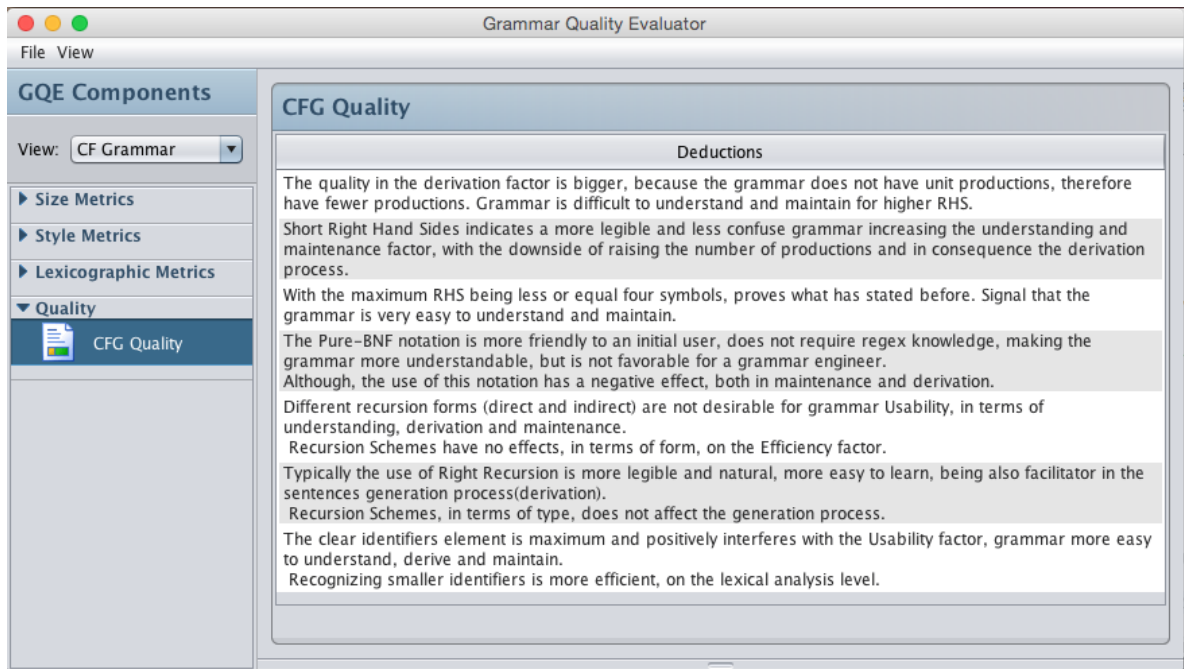 Grammar Quality Evaluator
File View
GQE Components
View: CF Grammar
Size Metrics
Style Metrics
Lexicographic Metrics
Quality
CFG Quality
CFG Quality
Deductions
The quality in the derivation factor is bigger, because the grammar does not have unit productions, therefore
have fewer productions. Grammar is difficult to understand and maintain for higher RHS.
Short Right Hand Sides indicates a more legible and less confuse grammar increasing the understanding and
maintenance factor, with the downside of raising the number of productions and in consequence the derivation
process.
With the maximum RHS being less or equal four symbols, proves what has stated before. Signal that the
grammar is very easy to understand and maintain.
The Pure-BNF notation is more friendly to an initial user, does not require regex knowledge, making the
grammar more understandable, but is not favorable for a grammar engineer.
Although, the use of this notation has a negative effect, both in maintenance and derivation.
Different recursion forms (direct and indirect) are not desirable for grammar Usability, in terms of
understanding, derivation and maintenance.
Recursion Schemes have no effects, in terms of form, on the Efficiency factor.
Typically the use of Right Recursion is more legible and natural, more easy to learn, being also facilitator in the
sentences generation process(derivation).
Recursion Schemes, in terms of type, does not affect the generation process.
The clear identifiers element is maximum and positively interferes with the Usability factor, grammar more easy
to understand, derive and maintain.
Recognizing smaller identifiers is more efficient, on the lexical analysis level.